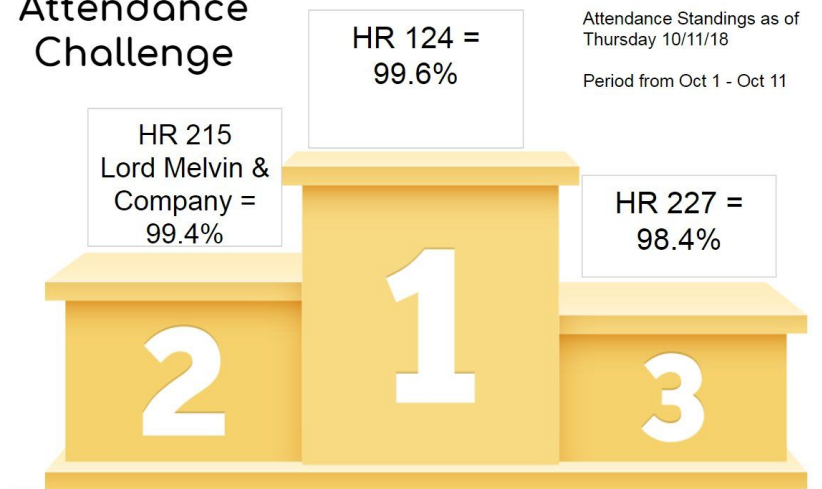 Attendance
Challenge
HR 124 =
99.6%
Attendance Standings as of
Thursday 10/11/18
Period from Oct 1 - Oct 11
HR 215
Lord Melvin &
Company =
99.4%
HR 227 =
98.4%
1
2
3